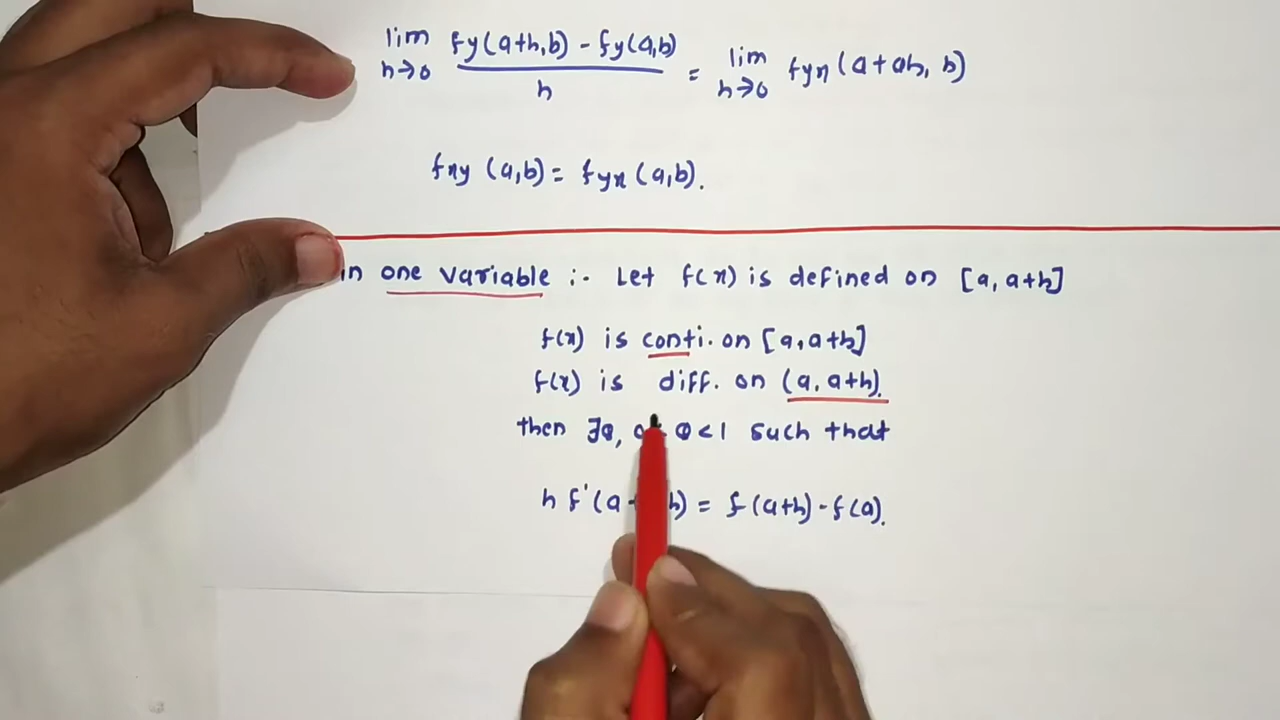 lim h→0 fy(a+h,b) - fy(a,b) / h = lim h→0 fyx(a+θh, b)
fxy (a,b) = fyx (a,b).
in one variable :- Let f(x) is defined on [a, a+h]
f(x) is conti. on [a, a+h]
f(x) is diff. on (a, a+h).
then ∃θ, θ<1 such that
h f'(a h) = f(a+h) - f(a).